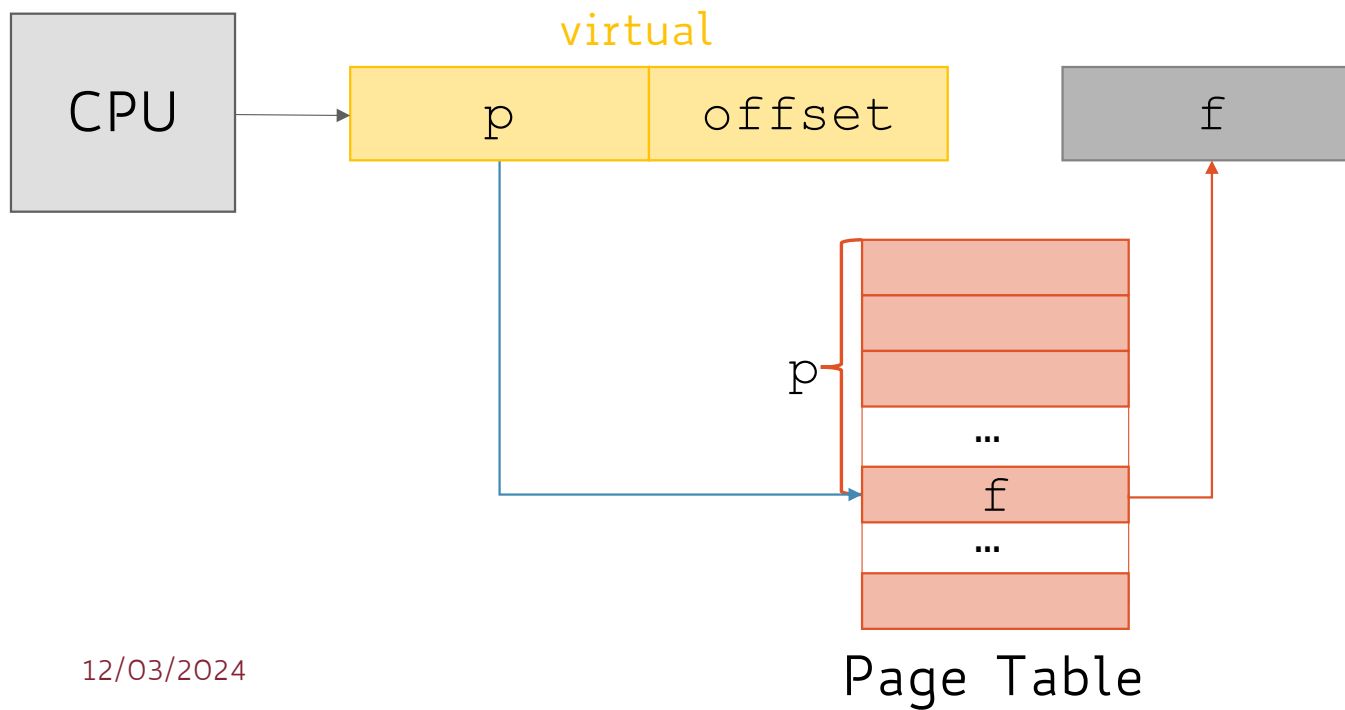 virtual
CPU
p offset
f
p
…
f
…
Page Table
12/03/2024